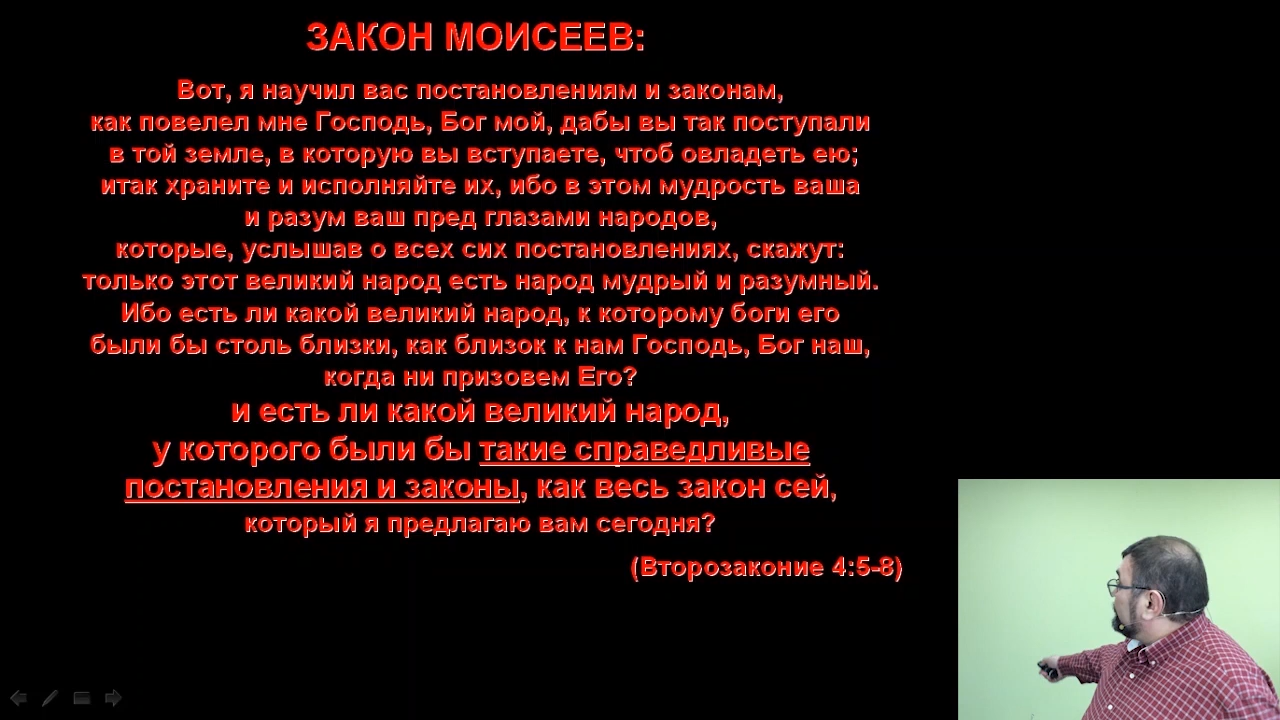 ЗАКОН МОИСЕЕВ:
Вот, я научил вас постановлениям и законам,
как повелел мне Господь, Бог мой, дабы вы так поступали
в той земле, в которую вы вступаете, чтоб овладеть ею;
итак храните и исполняйте их, ибо в этом мудрость ваша
и разум ваш пред глазами народов,
которые, услышав о всех сих постановлениях, скажут:
только этот великий народ есть народ мудрый и разумный.
Ибо есть ли какой великий народ, к которому боги его
были бы столь близки, как близок к нам Господь, Бог наш,
когда ни призовем Его?
и есть ли какой великий народ,
у которого были бы такие справедливые
постановления и законы, как весь закон сей,
который я предлагаю вам сегодня?
(Второзаконие 4:5-8)